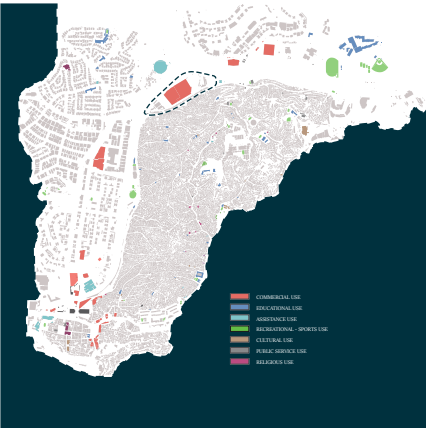 COMMERCIAL USE
EDUCATIONAL USE
ASSISTANCE USE
RECREATIONAL - SPORTS USE
CULTURAL USE
PUBLIC SERVICE USE
RELIGIOUS USE